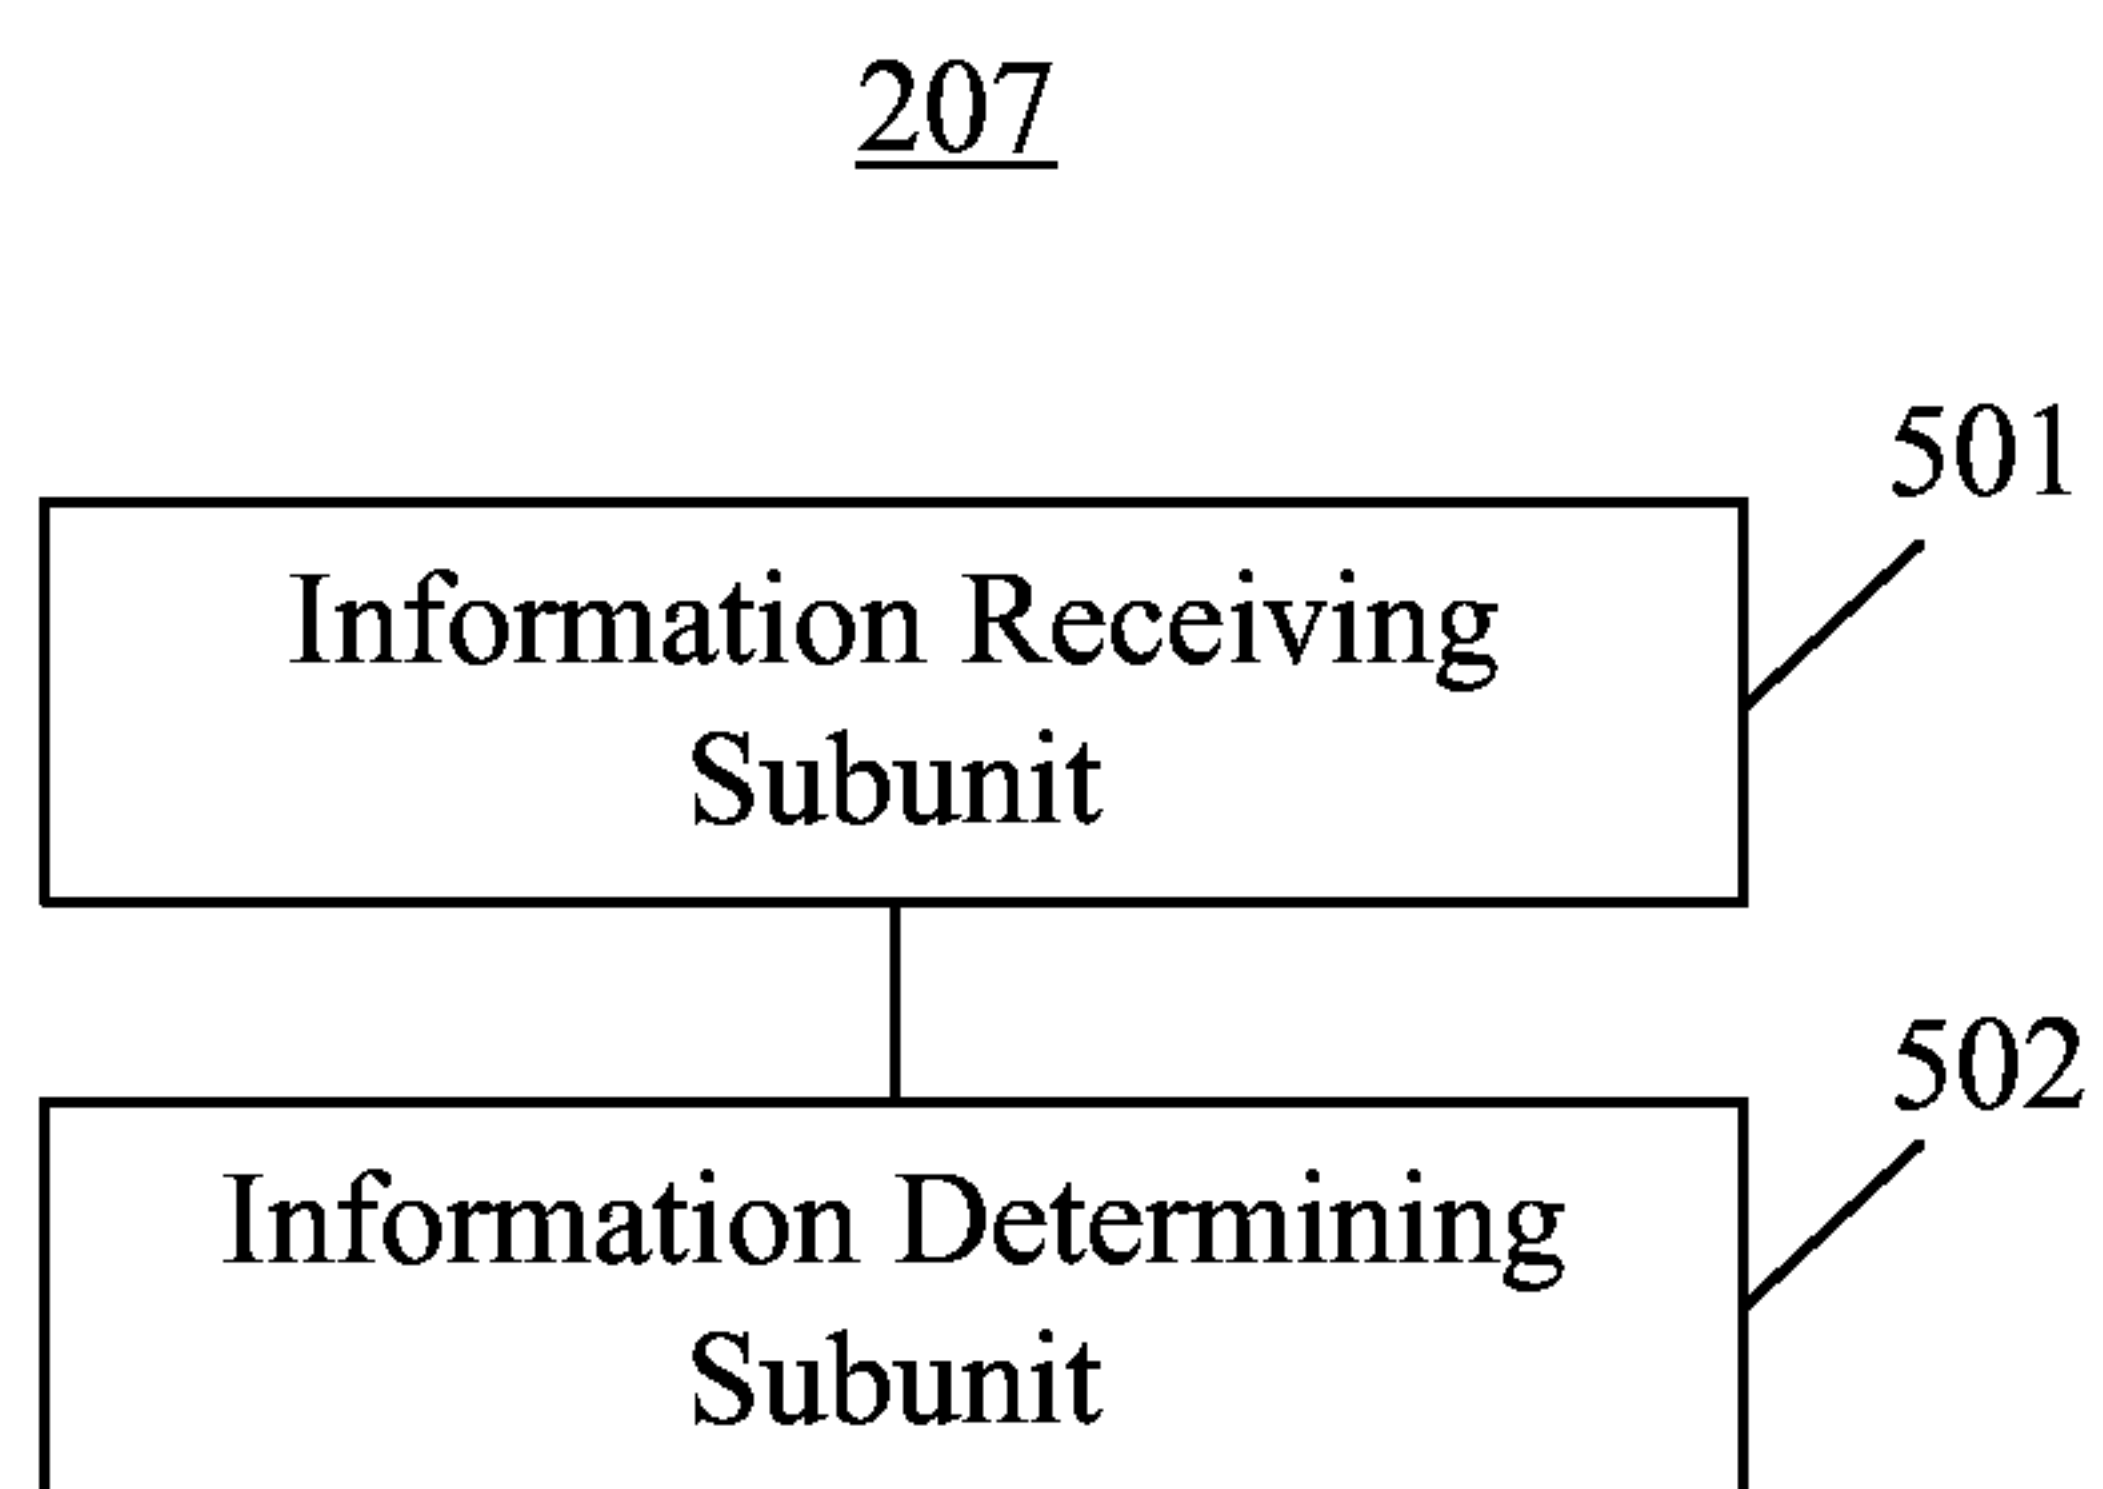 207
501
Information Receiving
Subunit
502
Information Determining
Subunit